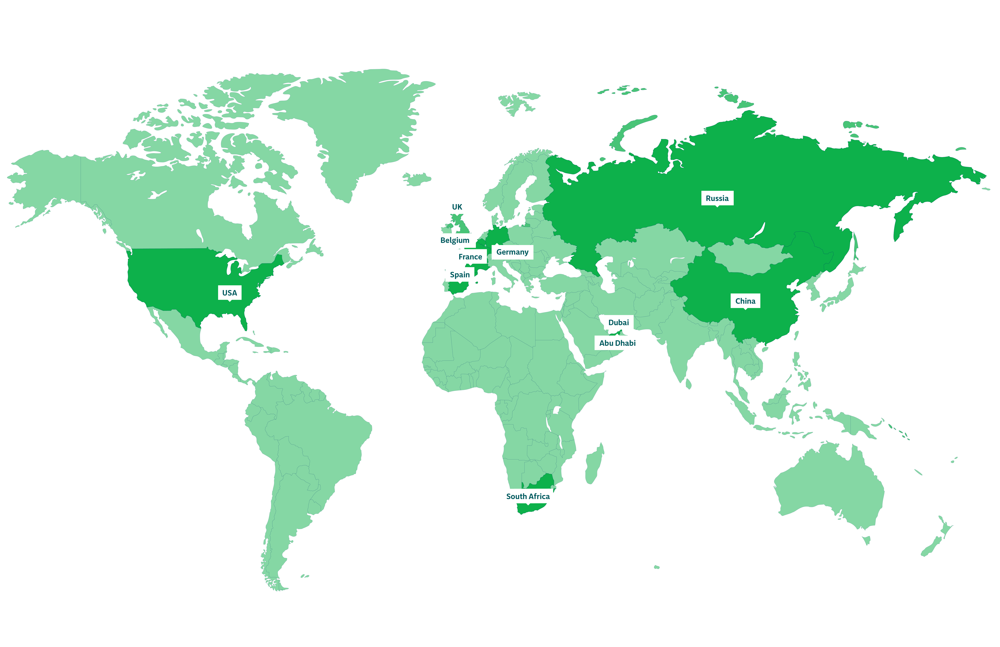 Russia
UK
Belgium
Germany
France
Spain
USA
China
Dubai
Abu Dhabi
South Africa